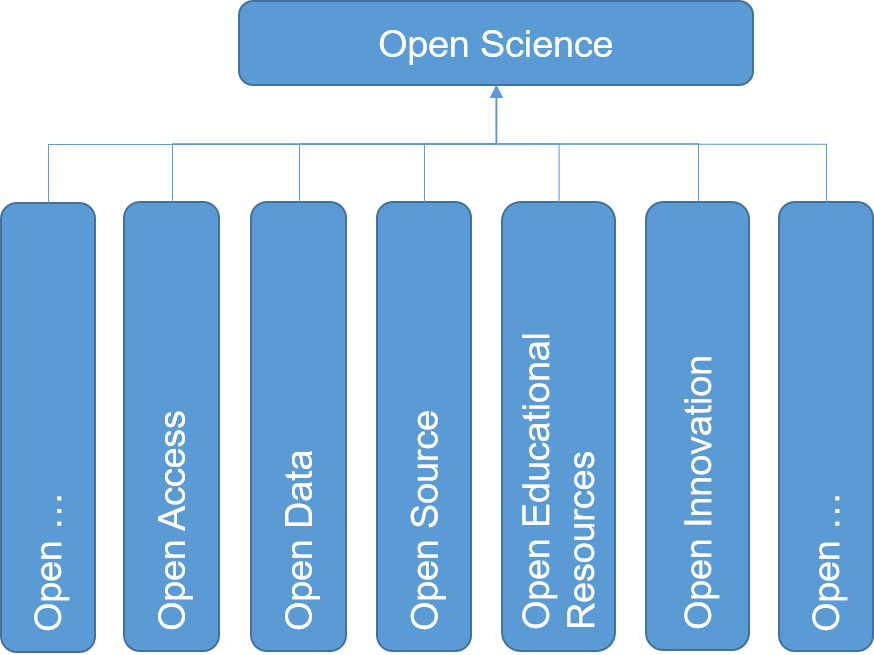 Open Science
Open …
Open Access
Open Data
Open Source
Open Educational
Resources
Open Innovation
Open …